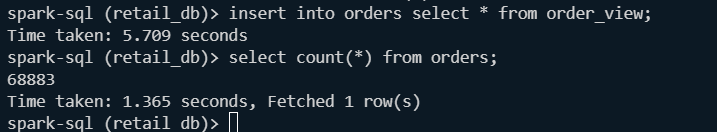 spark-sql (retail_db)> insert into orders select * from order_view;
Time taken: 5.709 seconds
spark-sql (retail_db)> select count(*) from orders;
68883
Time taken: 1.365 seconds, Fetched 1 row(s)
spark-sql (retail_db)>